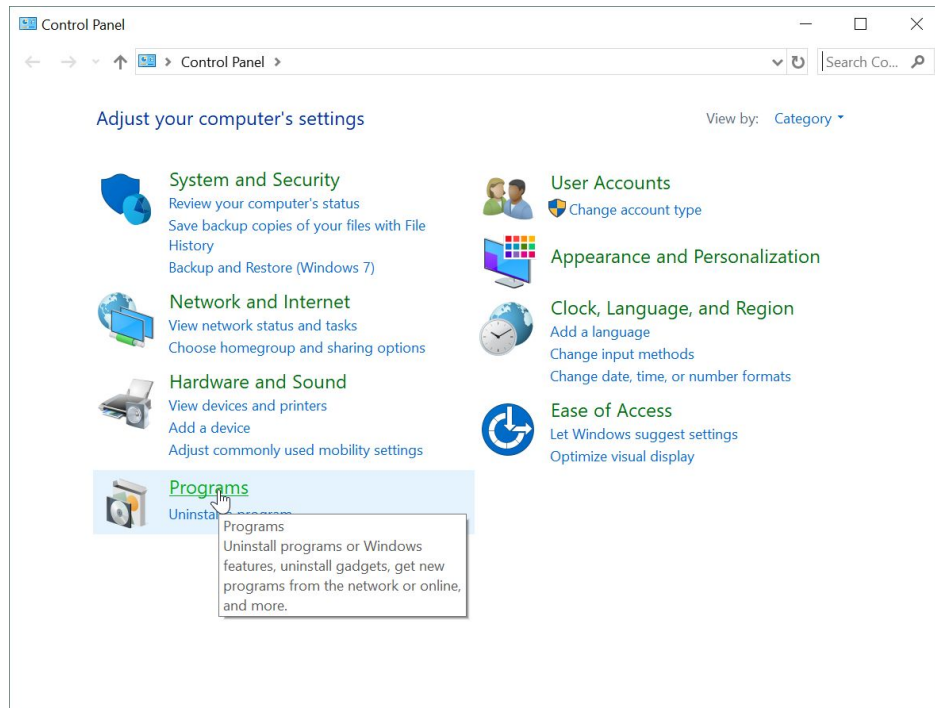 Control Panel
Control Panel
Search Co...
Adjust your computer's settings
View by: Category
System and Security
Review your computer's status
Save backup copies of your files with File
History
Backup and Restore (Windows 7)
Network and Internet
View network status and tasks
Choose homegroup and sharing options
Hardware and Sound
View devices and printers
Add a device
Adjust commonly used mobility settings
Programs
Uninstall a program
Programs
Uninstall programs or Windows
features, uninstall gadgets, get new
programs from the network or online,
and more.
User Accounts
Change account type
Appearance and Personalization
Clock, Language, and Region
Add a language
Change input methods
Change date, time, or number formats
Ease of Access
Let Windows suggest settings
Optimize visual display